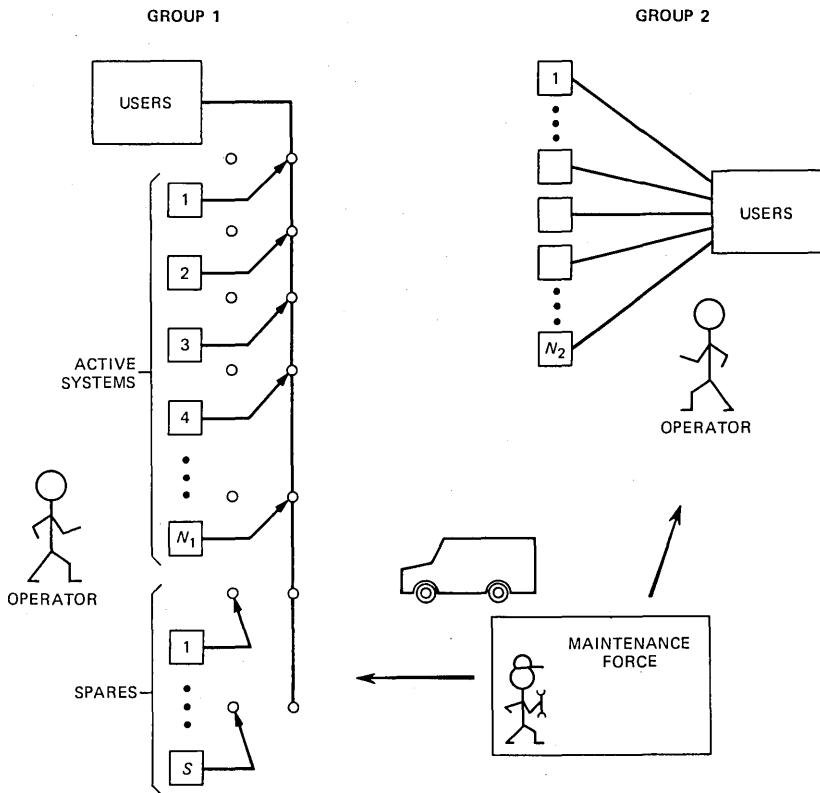 GROUP 1
USERS
1
2
3
4
N₁
ACTIVE
SYSTEMS
OPERATOR
1
S
SPARES
GROUP 2
1
N₂
USERS
OPERATOR
MAINTENANCE
FORCE